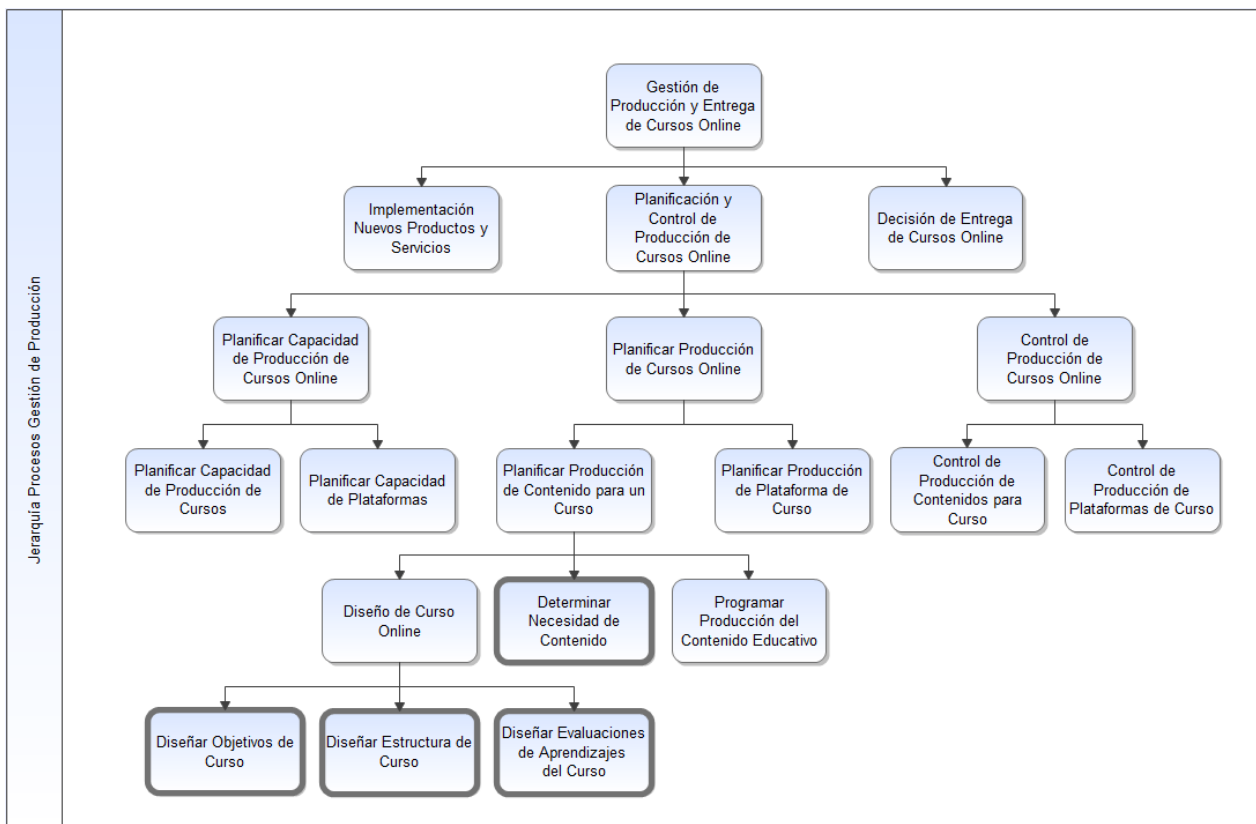 Jerarquía Procesos Gestión de Producción
Gestión de
Producción y Entrega
de Cursos Online
Implementación
Nuevos Productos y
Servicios
Planificación y
Control de
Producción de
Cursos Online
Decisión de Entrega
de Cursos Online
Planificar Capacidad
de Producción de
Cursos Online
Planificar Producción
de Cursos Online
Control de
Producción de
Cursos Online
Planificar Capacidad
de Producción de
Cursos
Planificar Capacidad
de Plataformas
Planificar Producción
de Contenido para un
Curso
Planificar Producción
de Plataforma de
Curso
Control de
Producción de
Contenidos para
Curso
Control de
Producción de
Plataformas de Curso
Diseño de Curso
Online
Determinar
Necesidad de
Contenido
Programar
Producción del
Contenido Educativo
Diseñar Objetivos de
Curso
Diseñar Estructura de
Curso
Diseñar Evaluaciones
de Aprendizajes
del Curso